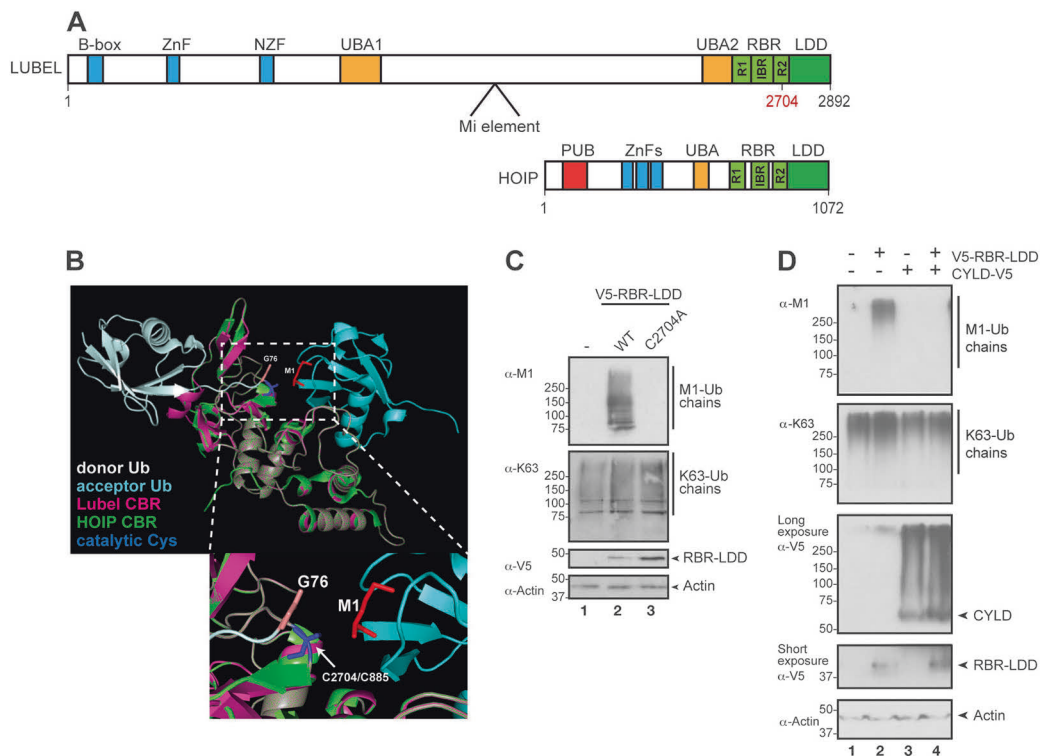 A
B-box ZnF NZF UBA1 UBA2 RBR LDD
LUBEL R1 IBR R2
1 2704 2892
Mi element
PUB ZnFs UBA RBR LDD
HOIP R1 IBR R2
1 1072
B
G76
M1
donor Ub
acceptor Ub
Lubel CBR
HOIP CBR
catalytic Cys
G76
M1
C2704/C885
C
V5-RBR-LDD
- WT C2704A
α-M1
250
150
100
75
M1-Ub
chains
α-K63
250
150
100
75
K63-Ub
chains
α-V5
50
RBR-LDD
α-Actin
50
37
Actin
1 2 3
D
- + - + V5-RBR-LDD
- - + + CYLD-V5
α-M1
250
150
100
75
M1-Ub
chains
α-K63
250
150
100
75
K63-Ub
chains
Long
exposure
α-V5
250
150
100
75
50
CYLD
Short
exposure
α-V5
37
RBR-LDD
α-Actin
50
37
Actin
1 2 3 4